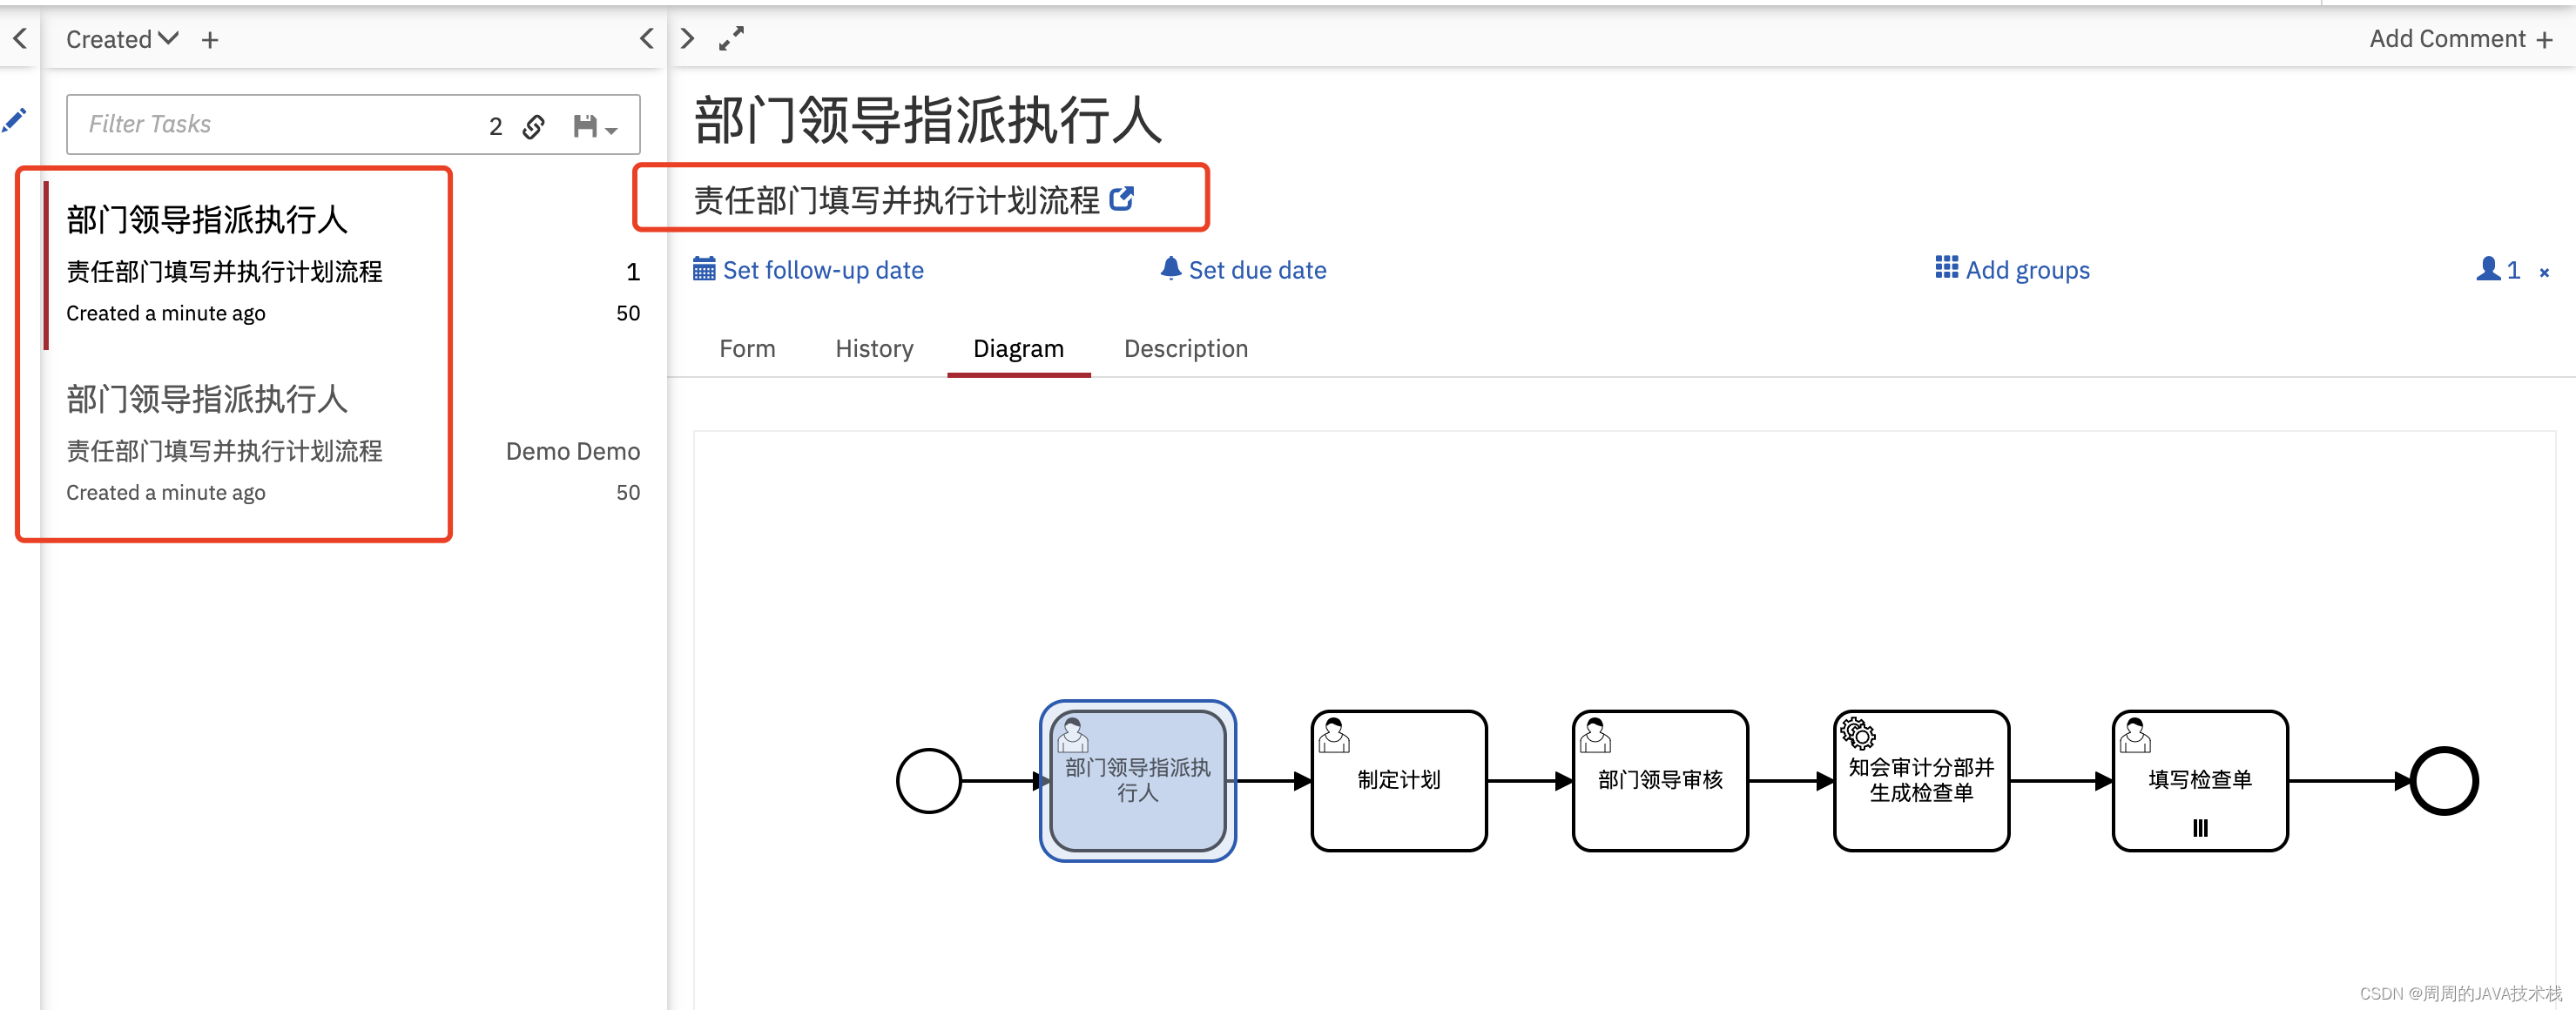 Created
Add Comment
Filter Tasks
2
部门领导指派执行人
责任部门填写并执行计划流程
1
Created a minute ago
50
部门领导指派执行人
责任部门填写并执行计划流程
Demo Demo
Created a minute ago
50
部门领导指派执行人
责任部门填写并执行计划流程
Set follow-up date
Set due date
Add groups
1
Form
History
Diagram
Description
部门领导指派执
行人
制定计划
部门领导审核
知会审计分部并
生成检查单
填写检查单
CSDN @周周的JAVA技术栈